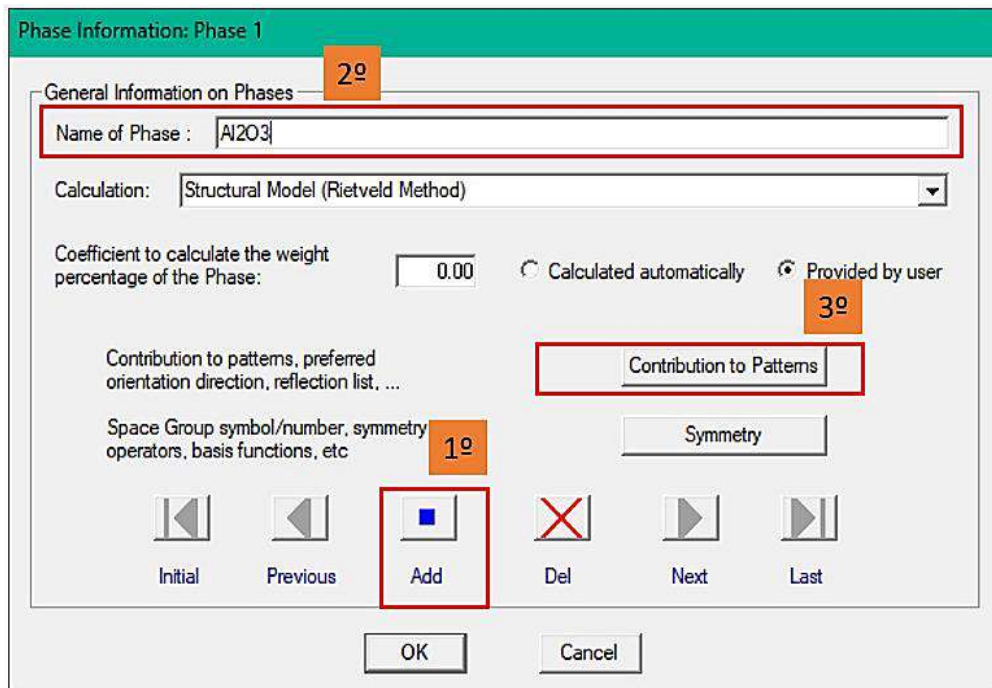 Phase Information: Phase 1
2º
General Information on Phases
Name of Phase : Al2O3
Calculation: Structural Model (Rietveld Method)
Coefficient to calculate the weight
percentage of the Phase: 0.00 Calculated automatically Provided by user
3º
Contribution to patterns, preferred
orientation direction, reflection list, ... Contribution to Patterns
Space Group symbol/number, symmetry
operators, basis functions, etc Symmetry
1º
Initial Previous Add Del Next Last
OK Cancel